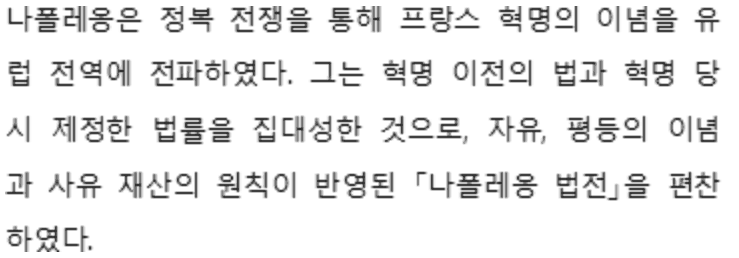 나폴레옹은 정복 전쟁을 통해 프랑스 혁명의 이념을 유
럽 전역에 전파하였다. 그는 혁명 이전의 법과 혁명 당
시 제정한 법률을 집대성한 것으로, 자유, 평등의 이념
과 사유 재산의 원칙이 반영된 「나폴레옹 법전」을 편찬
하였다.